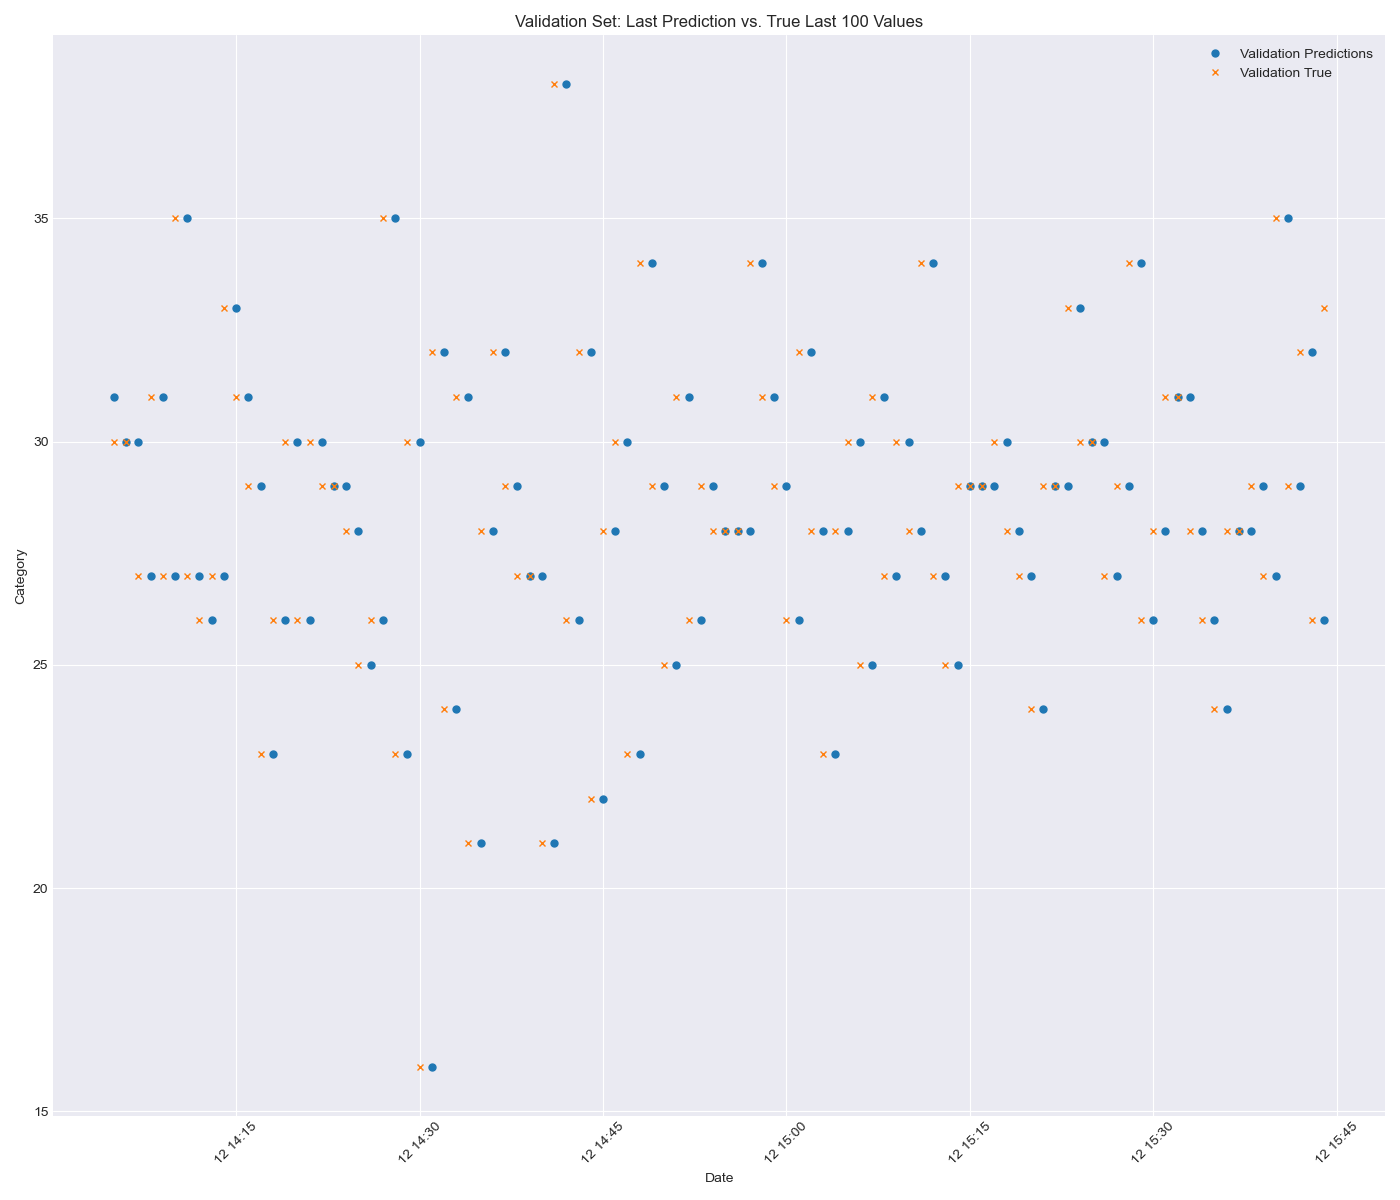 Validation Set: Last Prediction vs. True Last 100 Values
Validation Predictions
Validation True
Category
35
30
25
20
15
12 14:15
12 14:30
12 14:45
12 15:00
12 15:15
12 15:30
12 15:45
Date